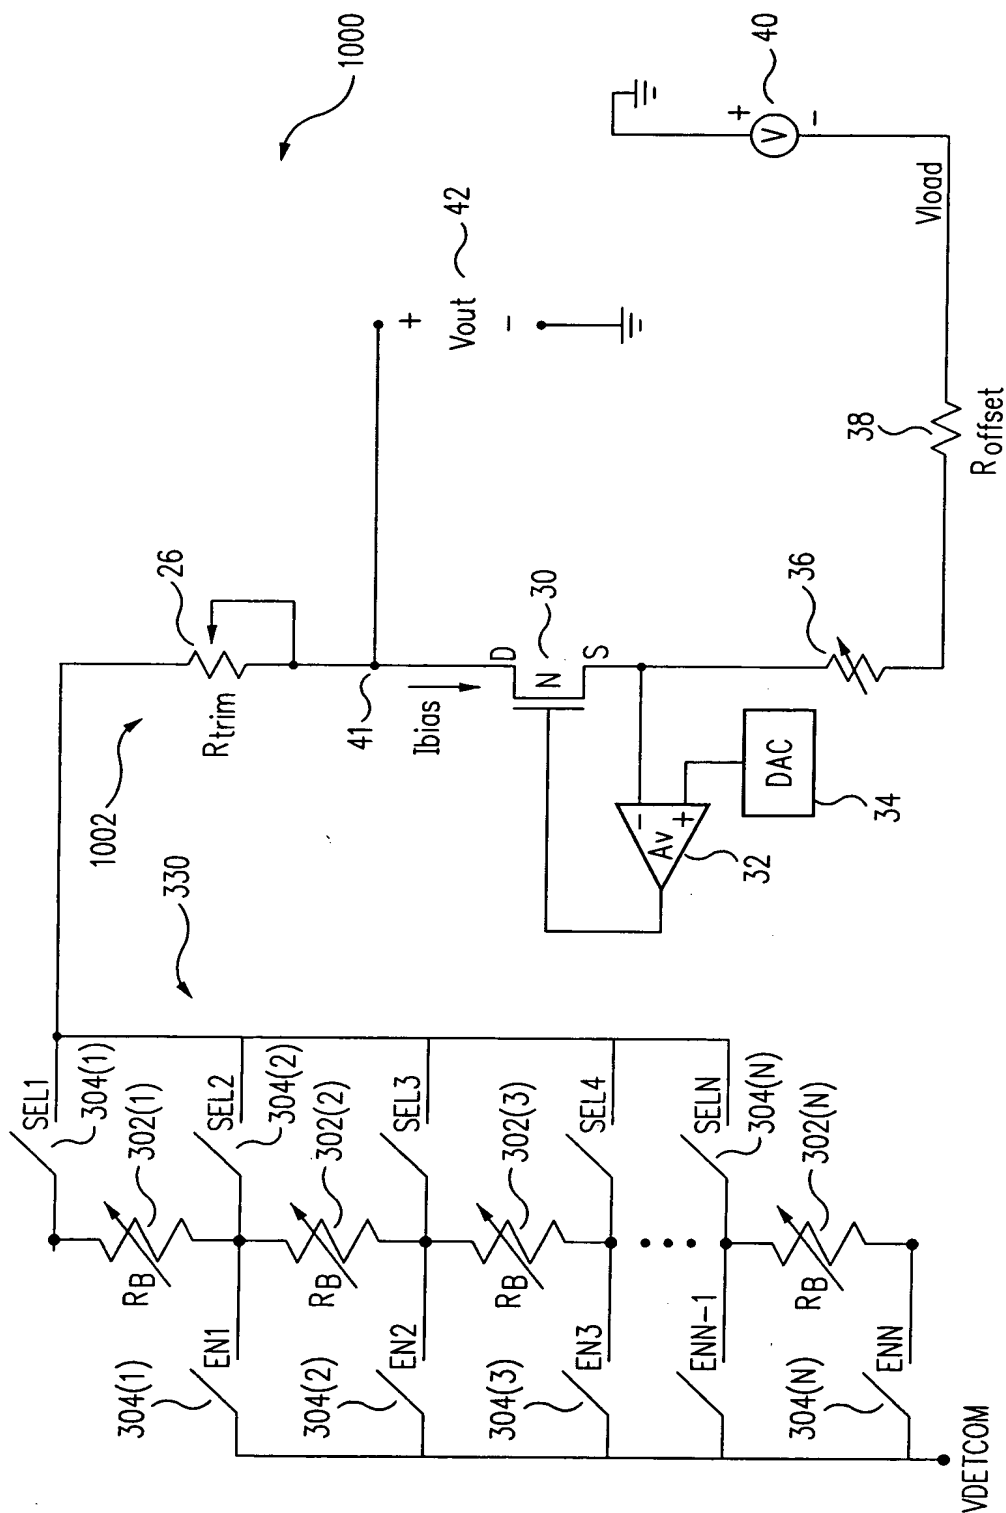 1000
1002
330
SEL1
304(1)
302(1)
RB
304(1)
EN1
SEL2
304(2)
302(2)
RB
304(2)
EN2
SEL3
302(3)
RB
304(3)
EN3
SEL4
ENN-1
SELN
304(N)
302(N)
RB
304(N)
ENN
VDETCOM
26
Rtrim
41
Ibias
+
Vout
-
42
D
N
S
30
-
+
Av
32
DAC
34
36
38
Roffset
Vload
+
V
-
40